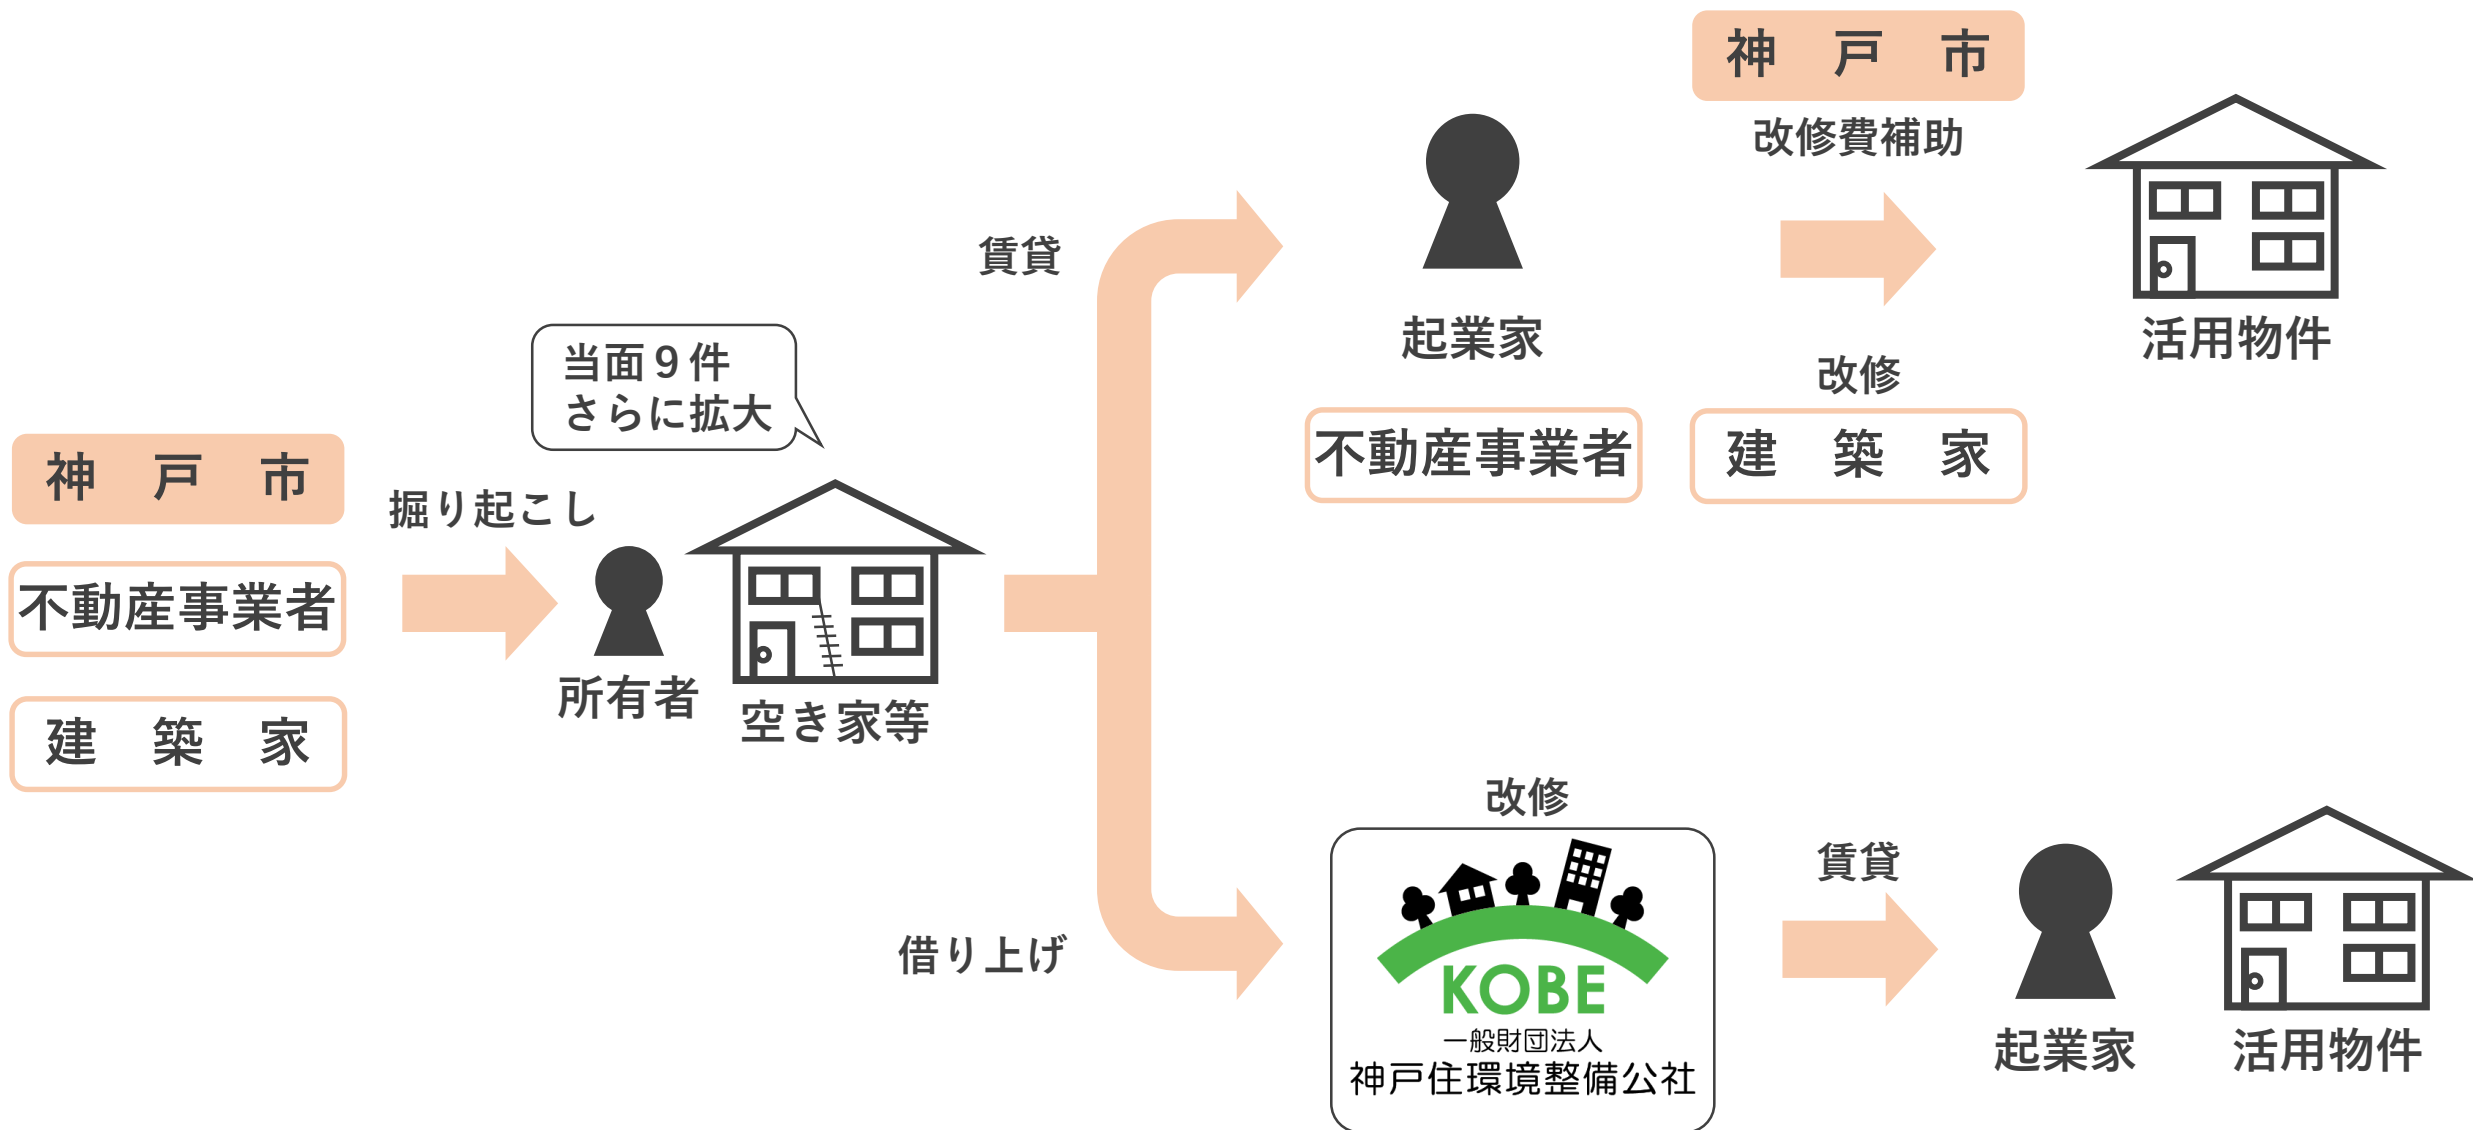 神戸市
不動産事業者
建築家
掘り起こし
当面９件
さらに拡大
所有者
空き家等
賃貸
起業家
不動産事業者
神戸市
改修費補助
改修
建築家
活用物件
借り上げ
改修
KOBE
一般財団法人
神戸住環境整備公社
賃貸
起業家
活用物件